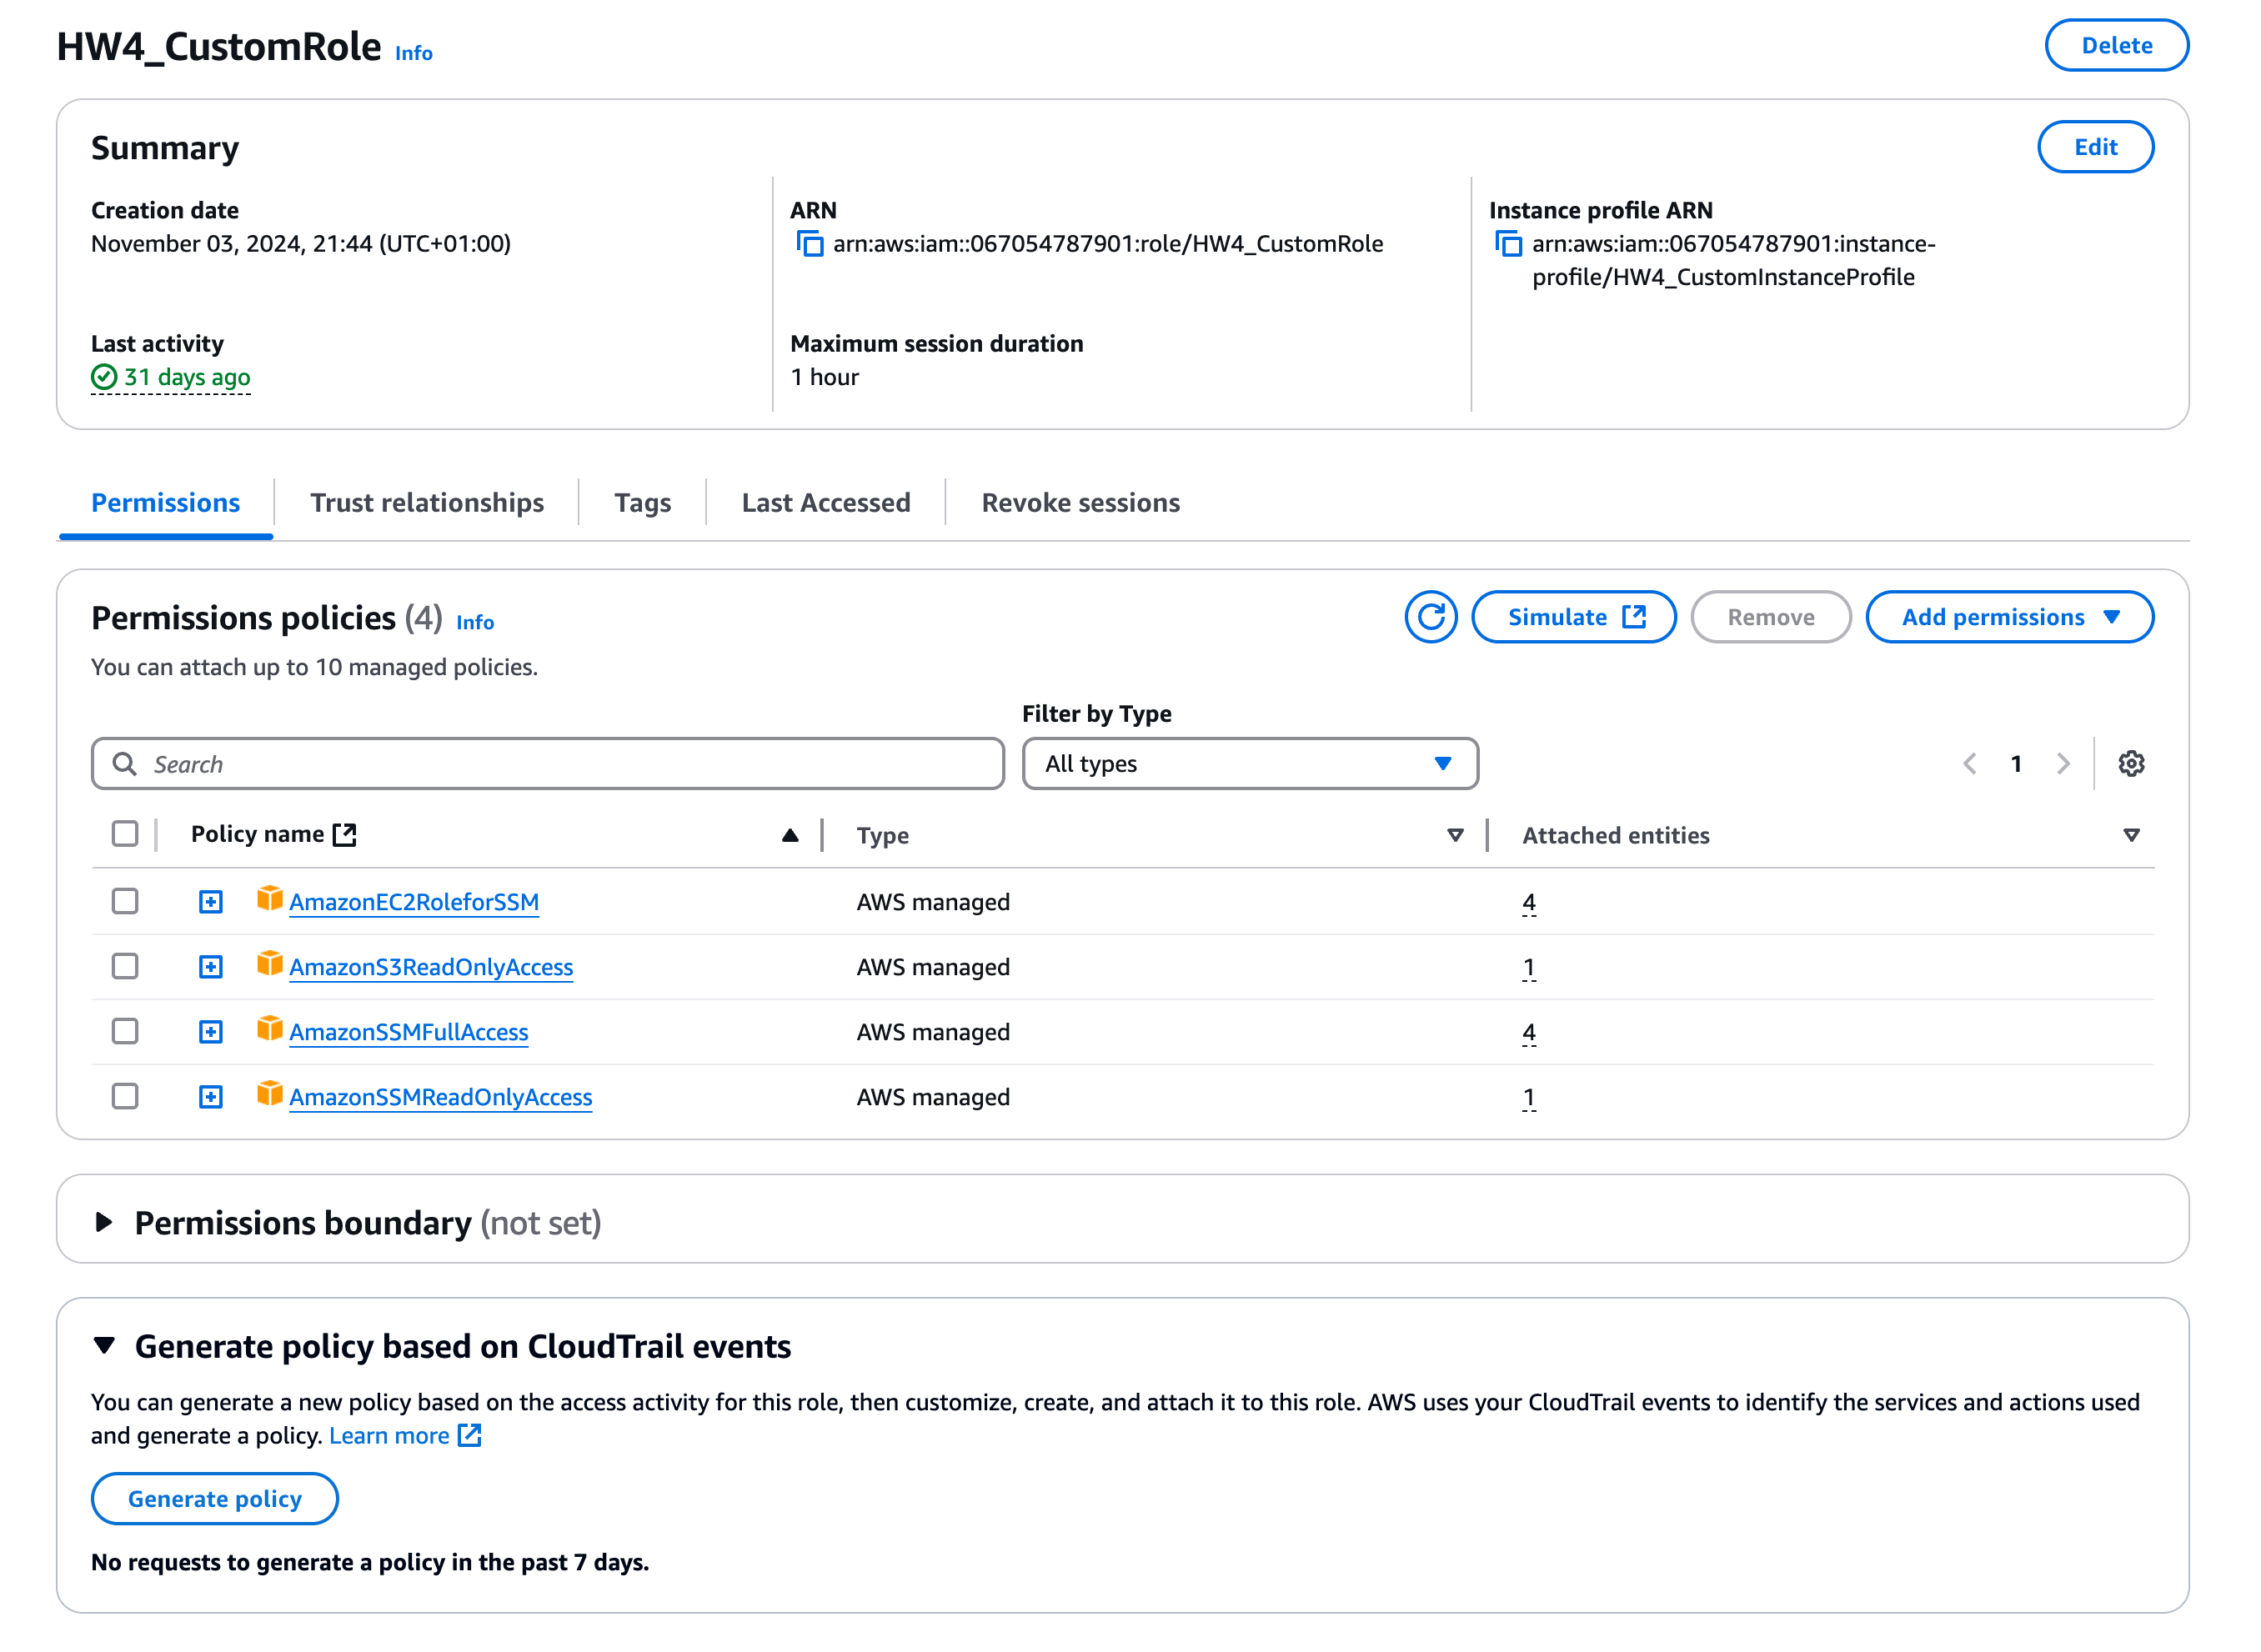 HW4_CustomRole Info
Delete
Summary
Edit
Creation date
November 03, 2024, 21:44 (UTC+01:00)
ARN
arn:aws:iam::067054787901:role/HW4_CustomRole
Instance profile ARN
arn:aws:iam::067054787901:instance-
profile/HW4_CustomInstanceProfile
Last activity
31 days ago
Maximum session duration
1 hour
Permissions
Trust relationships
Tags
Last Accessed
Revoke sessions
Permissions policies (4) Info
Simulate
Remove
Add permissions
You can attach up to 10 managed policies.
Filter by Type
Search
All types
1
Policy name
Type
Attached entities
AmazonEC2RoleforSSM
AWS managed
4
AmazonS3ReadOnlyAccess
AWS managed
1
AmazonSSMFullAccess
AWS managed
4
AmazonSSMReadOnlyAccess
AWS managed
1
Permissions boundary (not set)
Generate policy based on CloudTrail events
You can generate a new policy based on the access activity for this role, then customize, create, and attach it to this role. AWS uses your CloudTrail events to identify the services and actions used
and generate a policy. Learn more
Generate policy
No requests to generate a policy in the past 7 days.